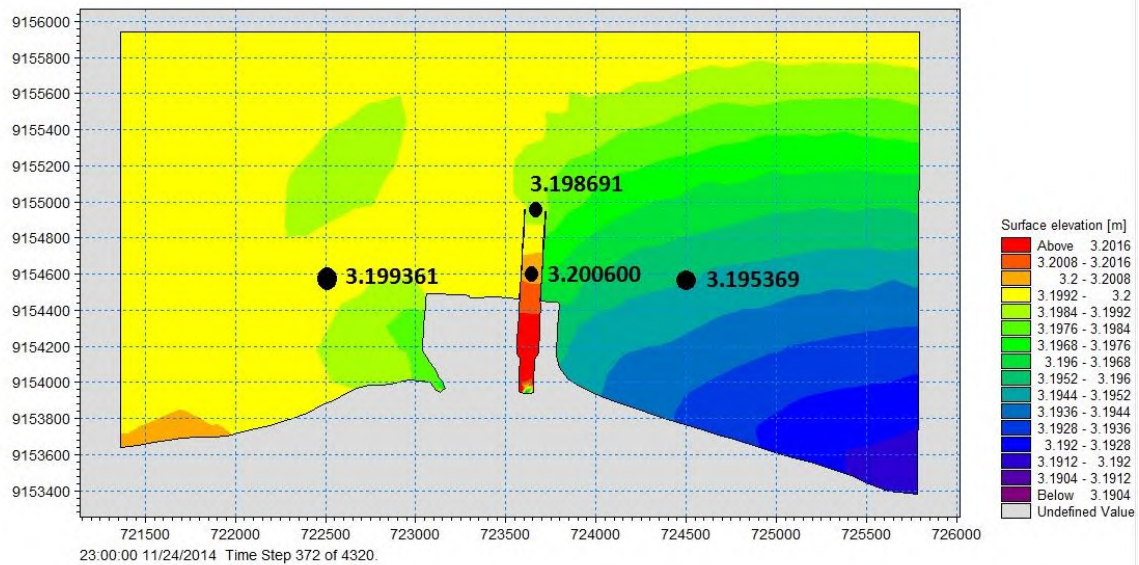 9156000
9155800
9155600
9155400
9155200
9155000
9154800
9154600
9154400
9154200
9154000
9153800
9153600
9153400
3.198691
3.199361
3.200600
3.195369
721500 722000 722500 723000 723500 724000 724500 725000 725500 726000
23:00:00 11/24/2014 Time Step 372 of 4320.
Surface elevation [m]
Above 3.2016
3.2008 - 3.2016
3.2 - 3.2008
3.1992 - 3.2
3.1984 - 3.1992
3.1976 - 3.1984
3.1968 - 3.1976
3.196 - 3.1968
3.1952 - 3.196
3.1944 - 3.1952
3.1936 - 3.1944
3.1928 - 3.1936
3.192 - 3.1928
3.1912 - 3.192
3.1904 - 3.1912
Below 3.1904
Undefined Value